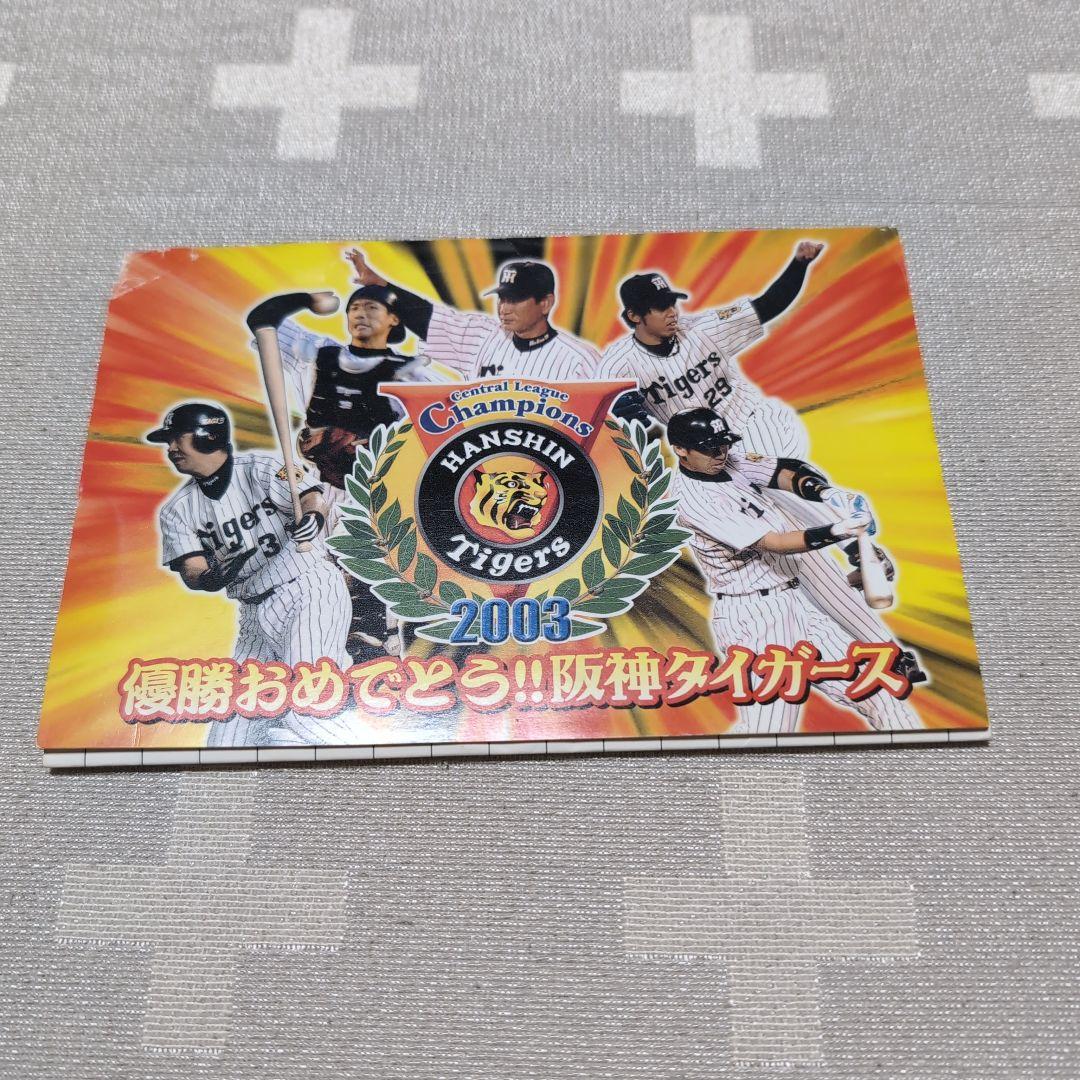 Central League
Champions
HANSHIN
Tigers
2003
Tigers
29
Tigers
3
優勝おめでとう!!阪神タイガース